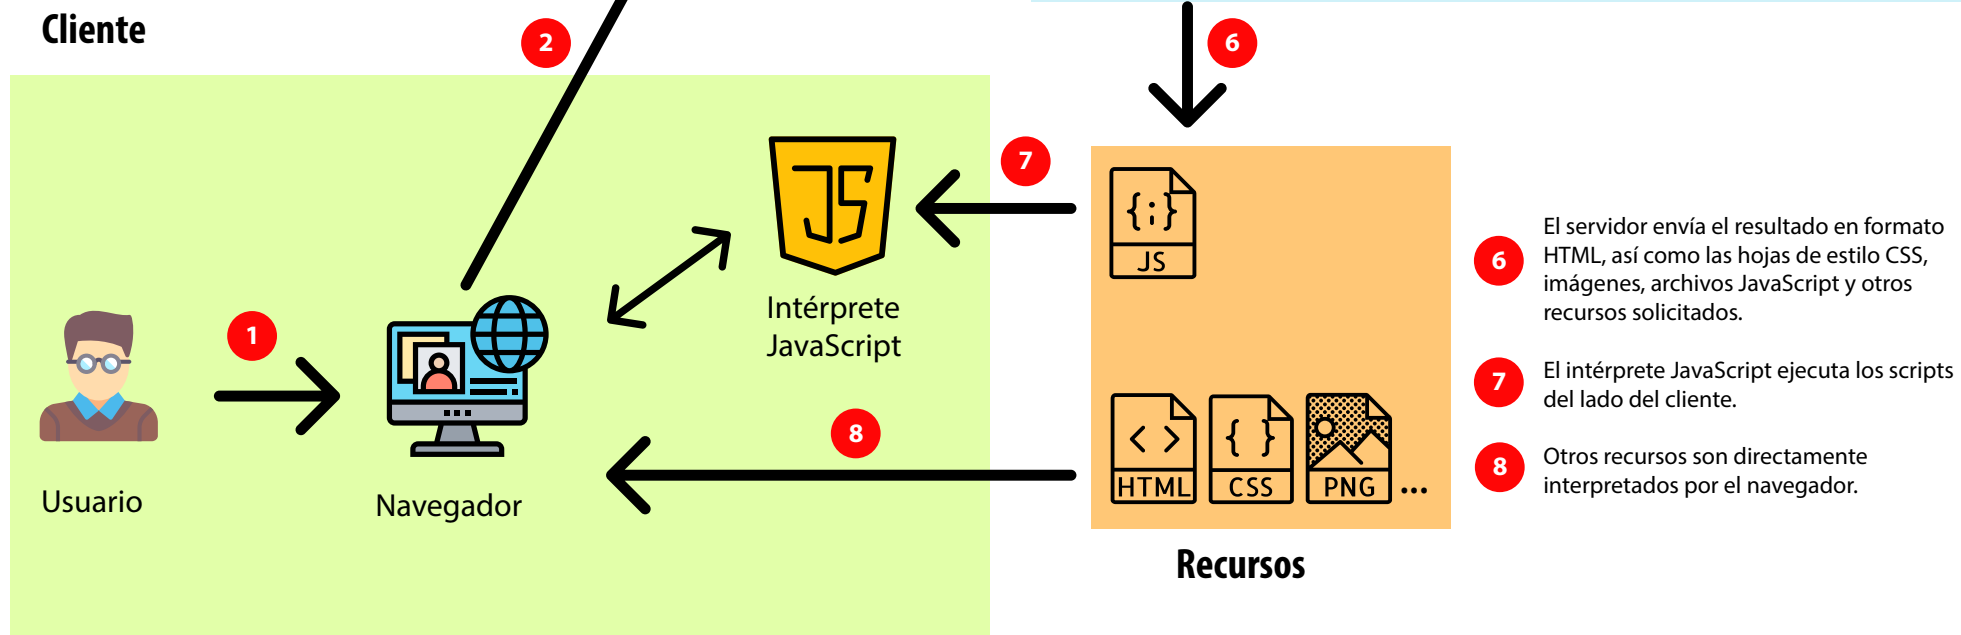 Cliente
2
6
7
JS
{;}
JS
6
El servidor envía el resultado en formato
HTML, así como las hojas de estilo CSS,
imágenes, archivos JavaScript y otros
recursos solicitados.
Intérprete
JavaScript
1
7
El intérprete JavaScript ejecuta los scripts
del lado del cliente.
8
< >
{ }
HTML
CSS
PNG
...
8
Otros recursos son directamente
interpretados por el navegador.
Usuario
Navegador
Recursos